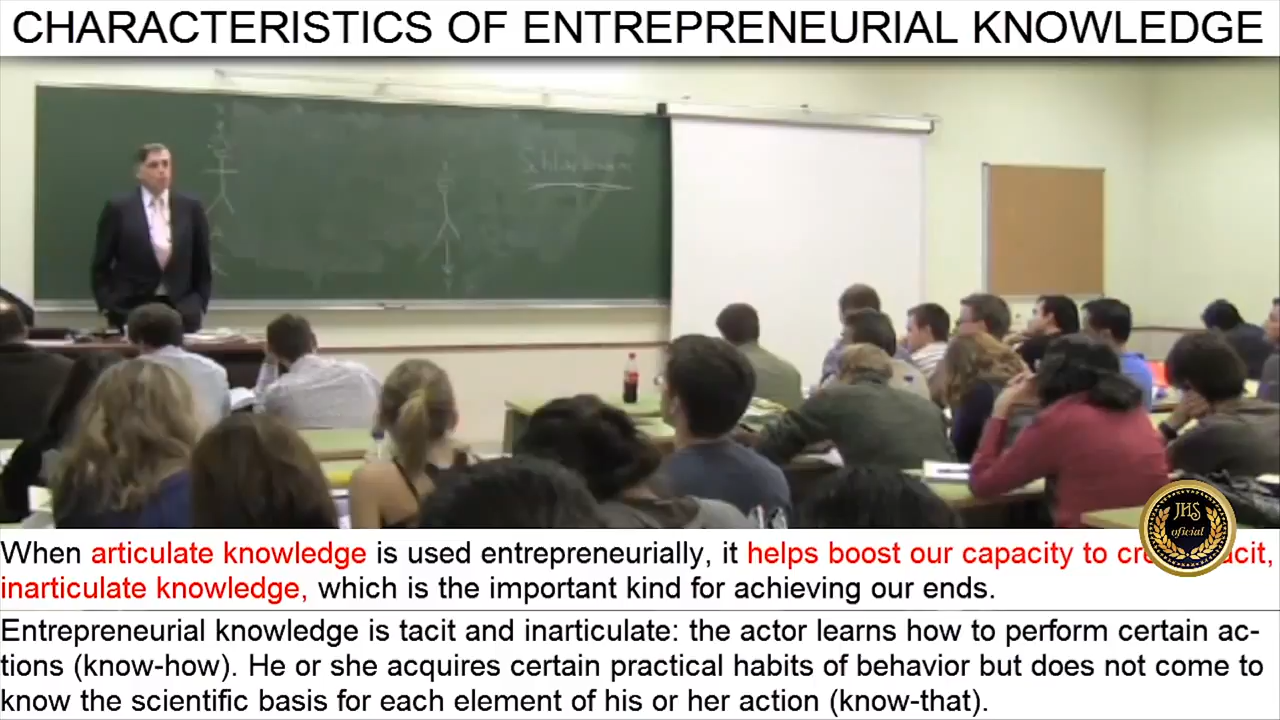 CHARACTERISTICS OF ENTREPRENEURIAL KNOWLEDGE
When articulate knowledge is used entrepreneurially, it helps boost our capacity to tacit,
inarticulate knowledge, which is the important kind for achieving our ends.
Entrepreneurial knowledge is tacit and inarticulate: the actor learns how to perform certain ac-
tions (know-how). He or she acquires certain practical habits of behavior but does not come to
know the scientific basis for each element of his or her action (know-that).
JHS
oficial